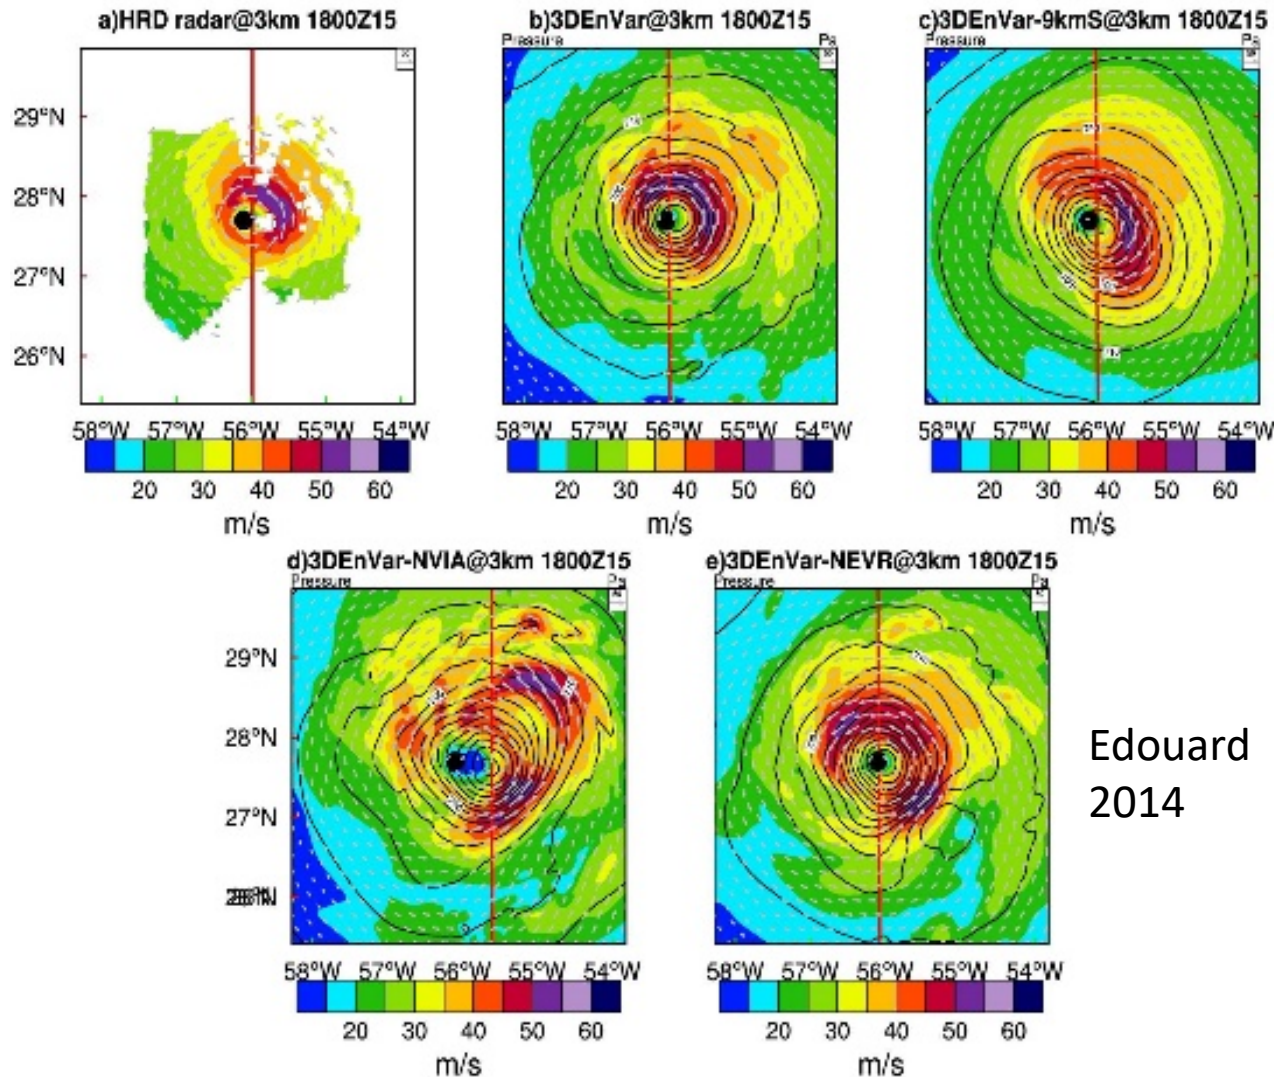 a)HRD radar@3km 1800Z15
b)3DEnVar@3km 1800Z15
c)3DEnVar-9kmS@3km 1800Z15
Pressure Pa
Pressure Pa
29°N
28°N
27°N
26°N
58°W 57°W 56°W 55°W 54°W
58°W 57°W 56°W 55°W 54°W
58°W 57°W 56°W 55°W 54°W
20 30 40 50 60
20 30 40 50 60
20 30 40 50 60
m/s
m/s
m/s
d)3DEnVar-NVIA@3km 1800Z15
e)3DEnVar-NEVR@3km 1800Z15
Pressure Pa
Pressure Pa
29°N
28°N
27°N
Edouard
2014
58°W 57°W 56°W 55°W 54°W
58°W 57°W 56°W 55°W 54°W
20 30 40 50 60
20 30 40 50 60
m/s
m/s